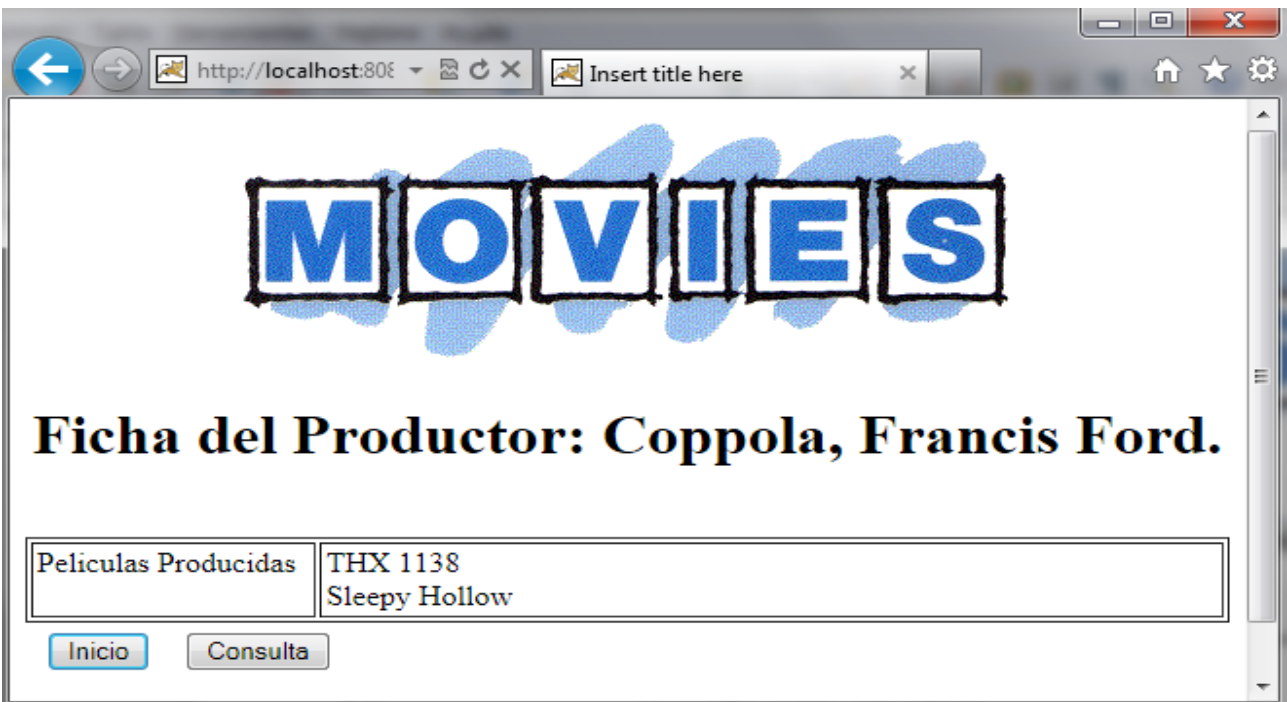 http://localhost:808
Insert title here
MOVIES
Ficha del Productor: Coppola, Francis Ford.
Peliculas Producidas
THX 1138
Sleepy Hollow
Inicio
Consulta